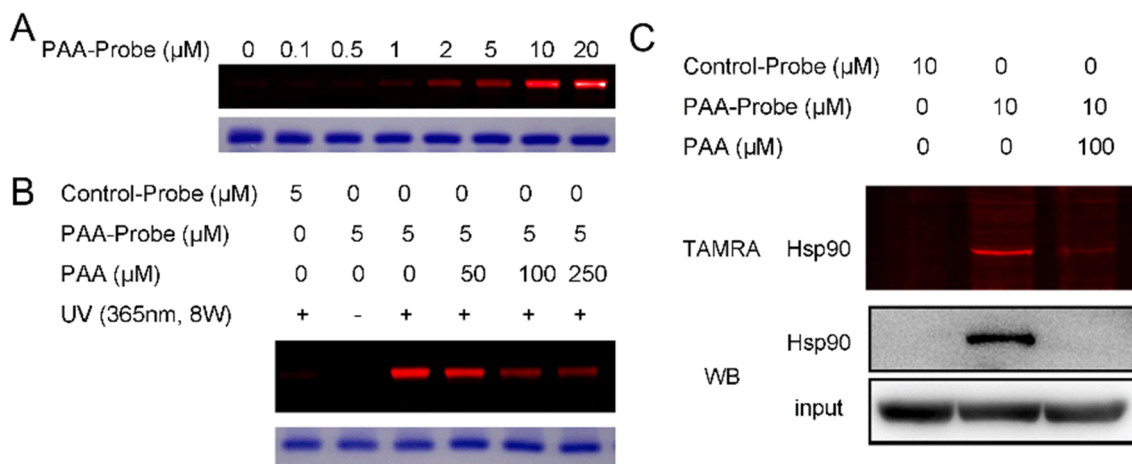 A
PAA-Probe (µM) 0 0.1 0.5 1 2 5 10 20
B
Control-Probe (µM) 5 0 0 0 0 0
PAA-Probe (µM) 0 5 5 5 5 5
PAA (µM) 0 0 0 50 100 250
UV (365nm, 8W) + - + + + +
C
Control-Probe (µM) 10 0 0
PAA-Probe (µM) 0 10 10
PAA (µM) 0 0 100
TAMRA Hsp90
Hsp90
WB
input